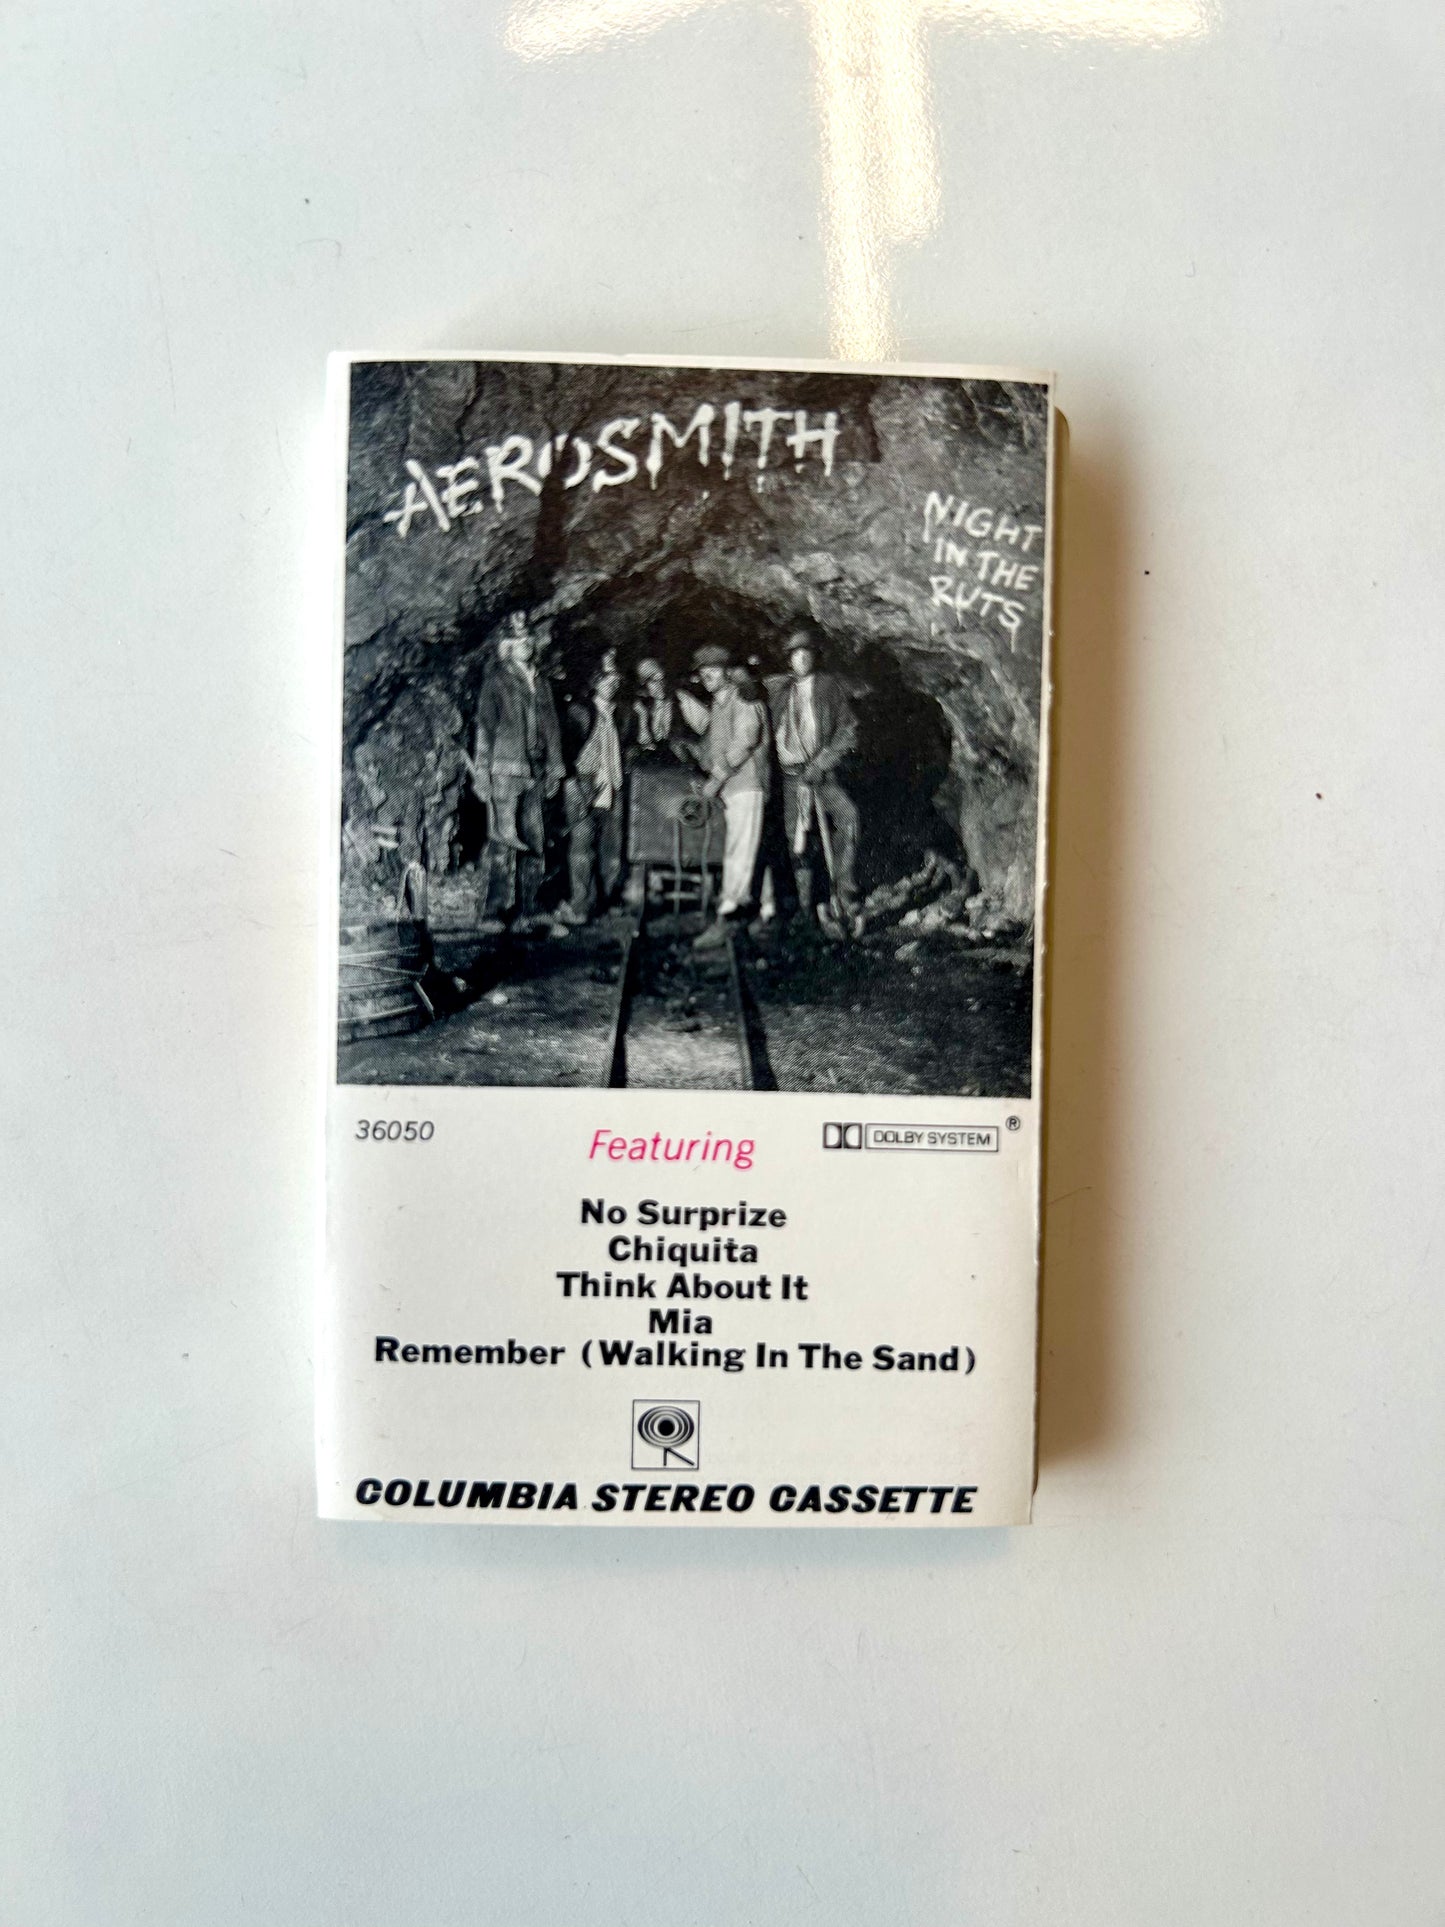 AEROSMITH
NIGHT
IN THE
RUTS
36050
Featuring
DOLBY SYSTEM ®
No Surprize
Chiquita
Think About It
Mia
Remember (Walking In The Sand)
COLUMBIA STEREO CASSETTE